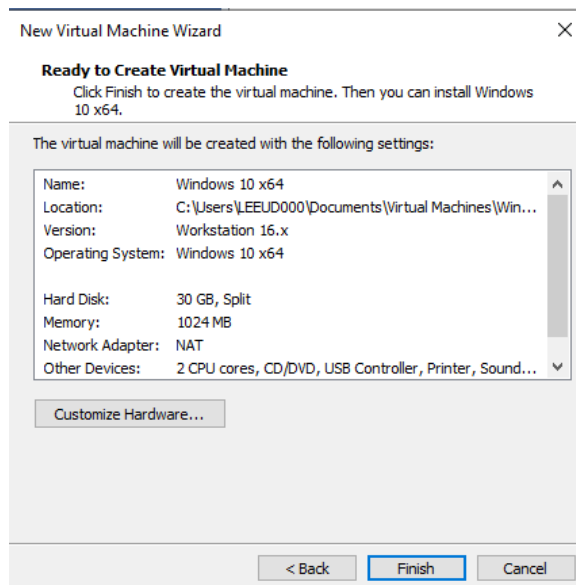 New Virtual Machine Wizard
Ready to Create Virtual Machine
Click Finish to create the virtual machine. Then you can install Windows
10 x64.
The virtual machine will be created with the following settings:
Name: Windows 10 x64
Location: C:\Users\LEEUD000\Documents\Virtual Machines\Win...
Version: Workstation 16.x
Operating System: Windows 10 x64
Hard Disk: 30 GB, Split
Memory: 1024 MB
Network Adapter: NAT
Other Devices: 2 CPU cores, CD/DVD, USB Controller, Printer, Sound...
Customize Hardware...
< Back Finish Cancel